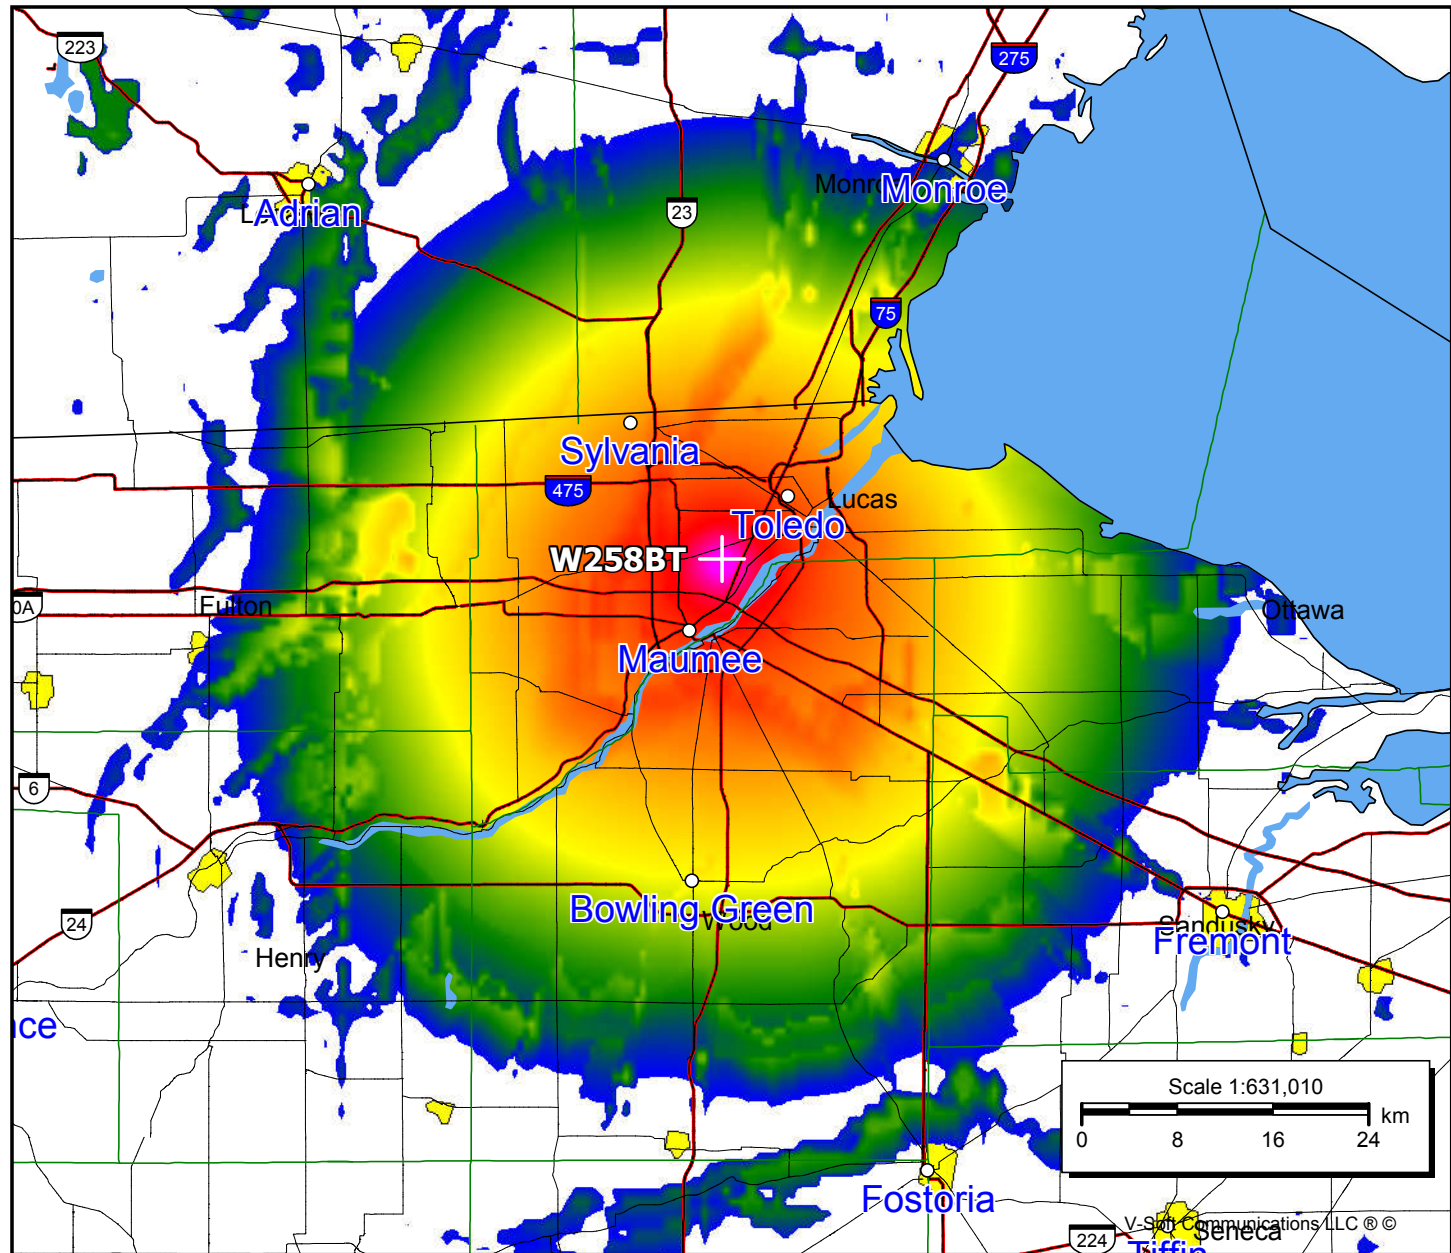 223
275
Monroe
Adrian
23
75
Sylvania
475
Lucas
Toledo
W258BT
0A
Fulton
Ottawa
Maumee
6
Bowling Green
Wood
24
Sandusky
Fremont
Henry
nce
Scale 1:631,010
km
0 8 16 24
Fostoria
V-Soft Communications LLC ® ©
Seneca
224
Tiffin